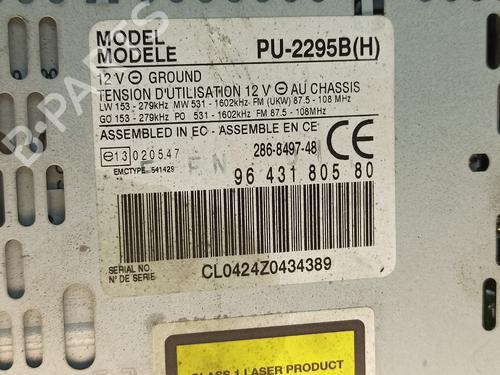 MODEL
MODELE PU-2295B(H)
12 V ⊖ GROUND
TENSION D'UTILISATION 12 V ⊖ AU CHASSIS
LW 153 - 279kHz MW 531 - 1602kHz FM (UKW) 87.5 - 108 MHz
GO 153 - 279kHz PO 531 - 1602kHz FM 87.5 - 108MHz
ASSEMBLED IN EC - ASSEMBLE EN CE
13 020547 286-8497-48 CE
EMCTYPE 541429
96 431 805 80
SERIAL NO.
N° DE SERIE CL0424Z0434389
CLASS 1 LASER PRODUCT
B-PARTS